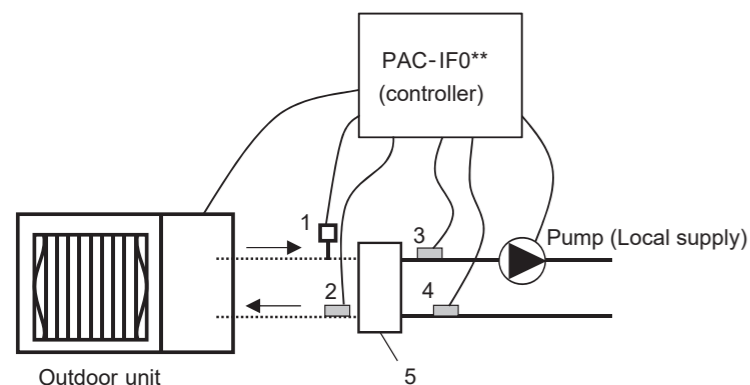 PAC-IF0**
(controller)
1
3
Pump (Local supply)
2
4
Outdoor unit
5